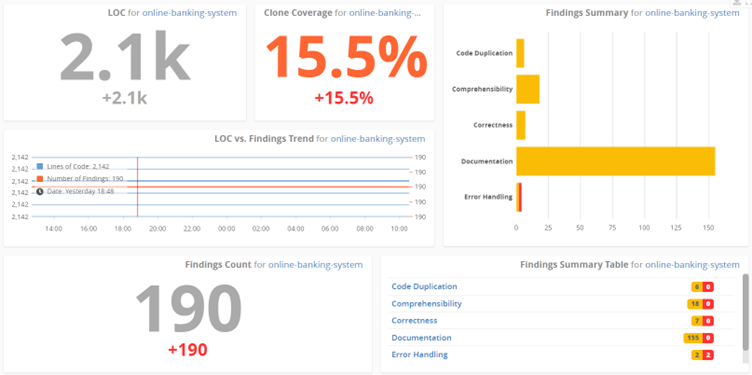 LOC for online-banking-system
2.1k
+2.1k
Clone Coverage for online-banking-...
15.5%
+15.5%
Findings Summary for online-banking-system
Code Duplication
Comprehensibility
Correctness
Documentation
Error Handling
0 25 50 75 100 125 150
LOC vs. Findings Trend for online-banking-system
2,142 190
2,142 190
2,142 190
2,142 190
2,142 190
2,142
Lines of Code: 2,142
Number of Findings: 190
Date: Yesterday 18:48
14:00 16:00 18:00 20:00 22:00 00:00 02:00 04:00 06:00 08:00 10:00
Findings Count for online-banking-system
190
+190
Findings Summary Table for online-banking-system
Code Duplication 6 0
Comprehensibility 18 0
Correctness 7 0
Documentation 155 0
Error Handling 2 2